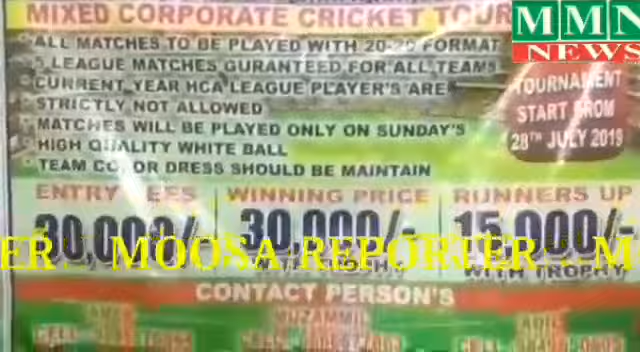 MIXED CORPORATE CRICKET TOUR
MMN
NEWS
ALL MATCHES TO BE PLAYED WITH 20-20 FORMAT
LEAGUE MATCHES GURANTEED FOR ALL TEAMS
CURRENT YEAR HCA LEAGUE PLAYER'S ARE
STRICTLY NOT ALLOWED
MATCHES WILL BE PLAYED ONLY ON SUNDAY'S
HIGH QUALITY WHITE BALL
TEAM COLOR DRESS SHOULD BE MAINTAIN
TOURNAMENT
START FROM
28TH JULY 2019
ENTRY FEES
30,000/-
WINNING PRICE
30,000/-
RUNNERS UP
15,000/-
WITH TROPHY
ER MOOSA REPORTER M
CONTACT PERSON'S